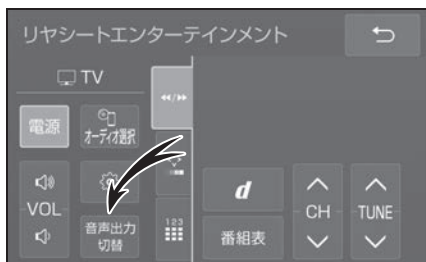 リヤシートエンターテインメント
TV
電源
オーディオ選択
VOL
音声出力
切替
123
d
番組表
CH
TUNE